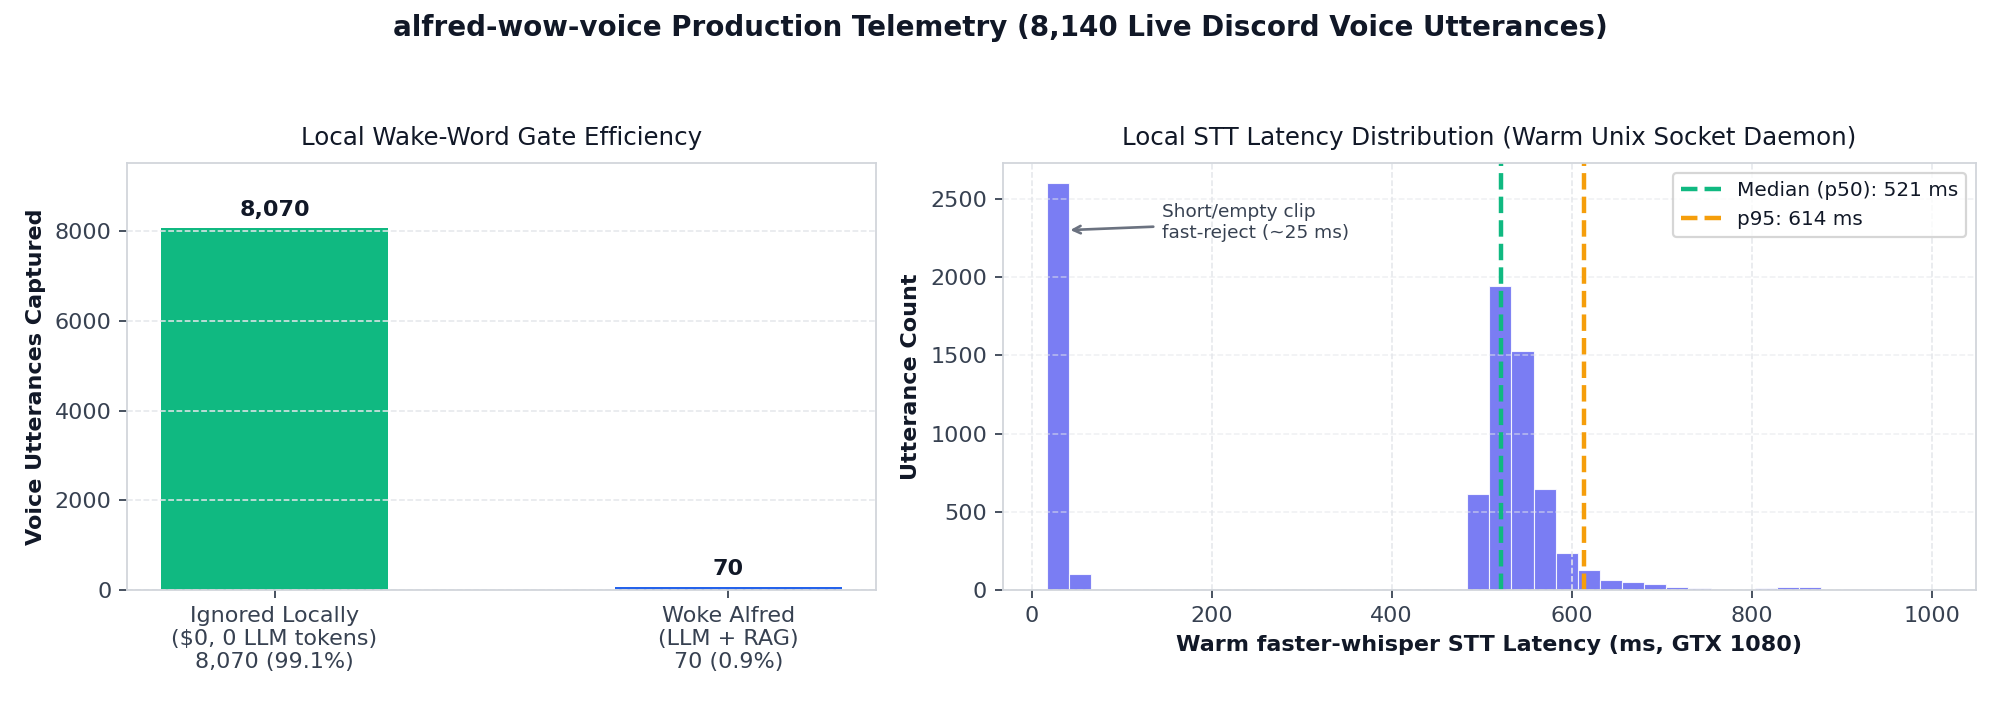 alfred-wow-voice Production Telemetry (8,140 Live Discord Voice Utterances)
Local Wake-Word Gate Efficiency
Voice Utterances Captured
8000
6000
4000
2000
0
8,070
70
Ignored Locally
($0, 0 LLM tokens)
8,070 (99.1%)
Woke Alfred
(LLM + RAG)
70 (0.9%)
Local STT Latency Distribution (Warm Unix Socket Daemon)
Utterance Count
2500
2000
1500
1000
500
0
Short/empty clip
fast-reject (~25 ms)
Median (p50): 521 ms
p95: 614 ms
0
200
400
600
800
1000
Warm faster-whisper STT Latency (ms, GTX 1080)